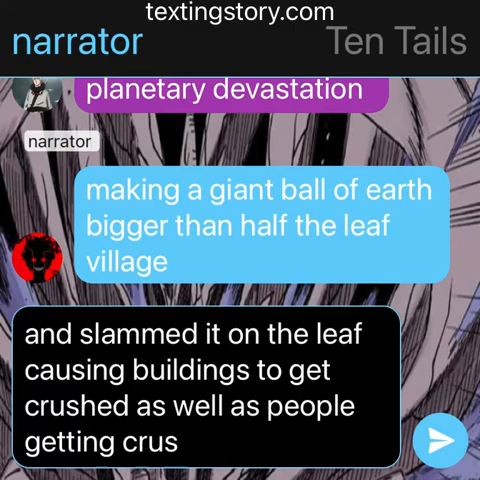 textingstory.com
narrator Ten Tails
planetary devastation
narrator
making a giant ball of earth
bigger than half the leaf
village
and slammed it on the leaf
causing buildings to get
crushed as well as people
getting crus